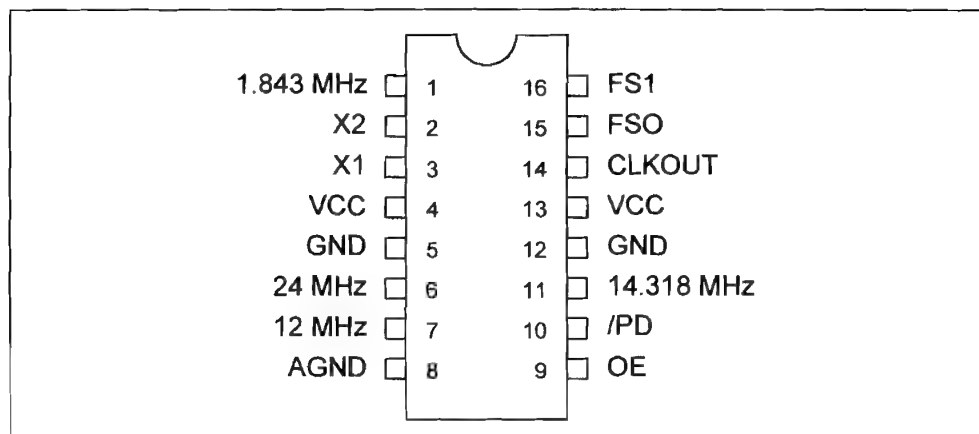 1.843 MHz 1 16 FS1
X2 2 15 FSO
X1 3 14 CLKOUT
VCC 4 13 VCC
GND 5 12 GND
24 MHz 6 11 14.318 MHz
12 MHz 7 10 /PD
AGND 8 9 OE